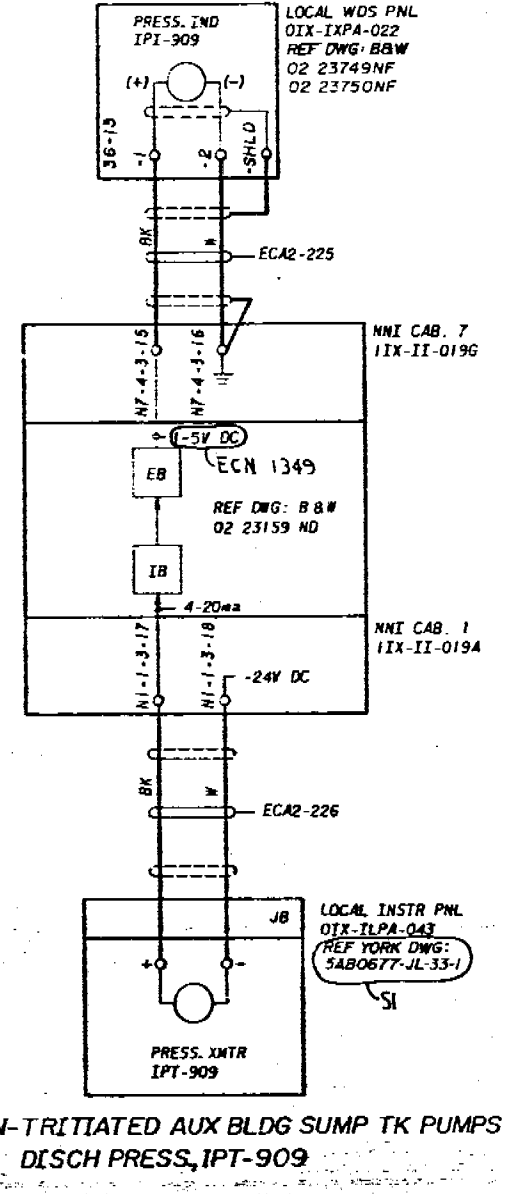 PRESS. IND
IPI-909
LOCAL WDS PNL
0IX-IXPA-022
REF DWG: B&W
02 23749NF
02 23750NF
(+)
(-)
36-13
-1
-2
-SHLD
BK
W
ECA2-225
N7-4-3-15
N7-4-3-16
NNI CAB. 7
1IX-II-019G
1-5V DC
ECN 1349
EB
REF DWG: B&W
02 23159 ND
IB
4-20ma
N1-1-3-17
N1-1-3-18
-24V DC
NNI CAB. 1
1IX-II-019A
BK
W
ECA2-226
JB
LOCAL INSTR PNL
0IX-ILPA-043
REF YORK DWG:
5AB0677-JL-33-1
SI
+
-
PRESS. XMTR
IPT-909
N-TRITIATED AUX BLDG SUMP TK PUMPS
DISCH PRESS, IPT-909